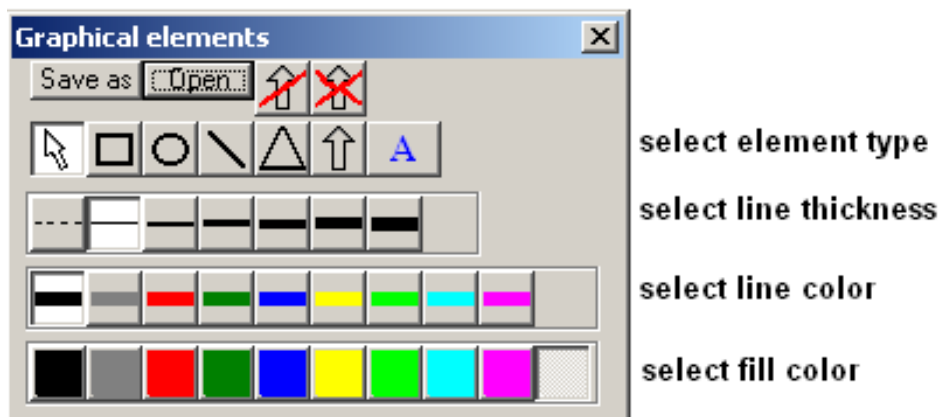 Graphical elements
Save as Open
A select element type
select line thickness
select line color
select fill color